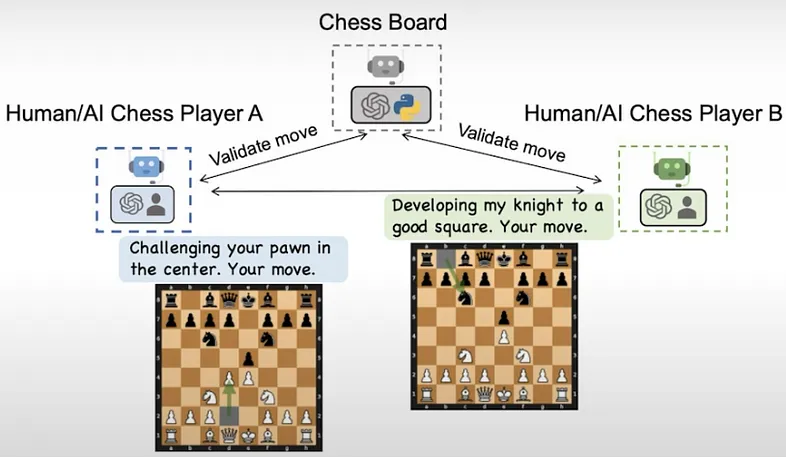 Chess Board
Human/AI Chess Player A
Human/AI Chess Player B
Validate move
Validate move
Developing my knight to a
good square. Your move.
Challenging your pawn in
the center. Your move.